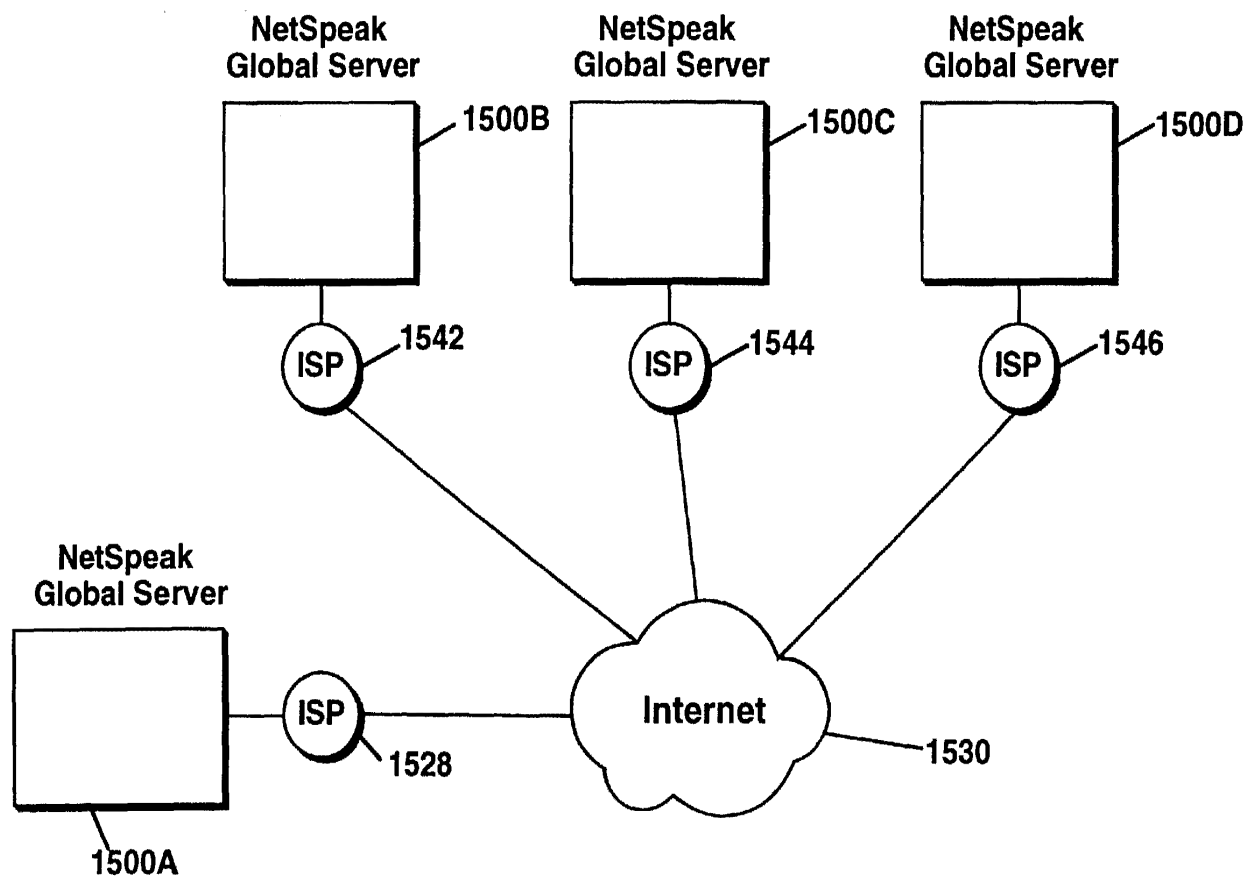 NetSpeak
Global Server
NetSpeak
Global Server
NetSpeak
Global Server
1500B
1500C
1500D
ISP
1542
ISP
1544
ISP
1546
NetSpeak
Global Server
ISP
1528
Internet
1530
1500A